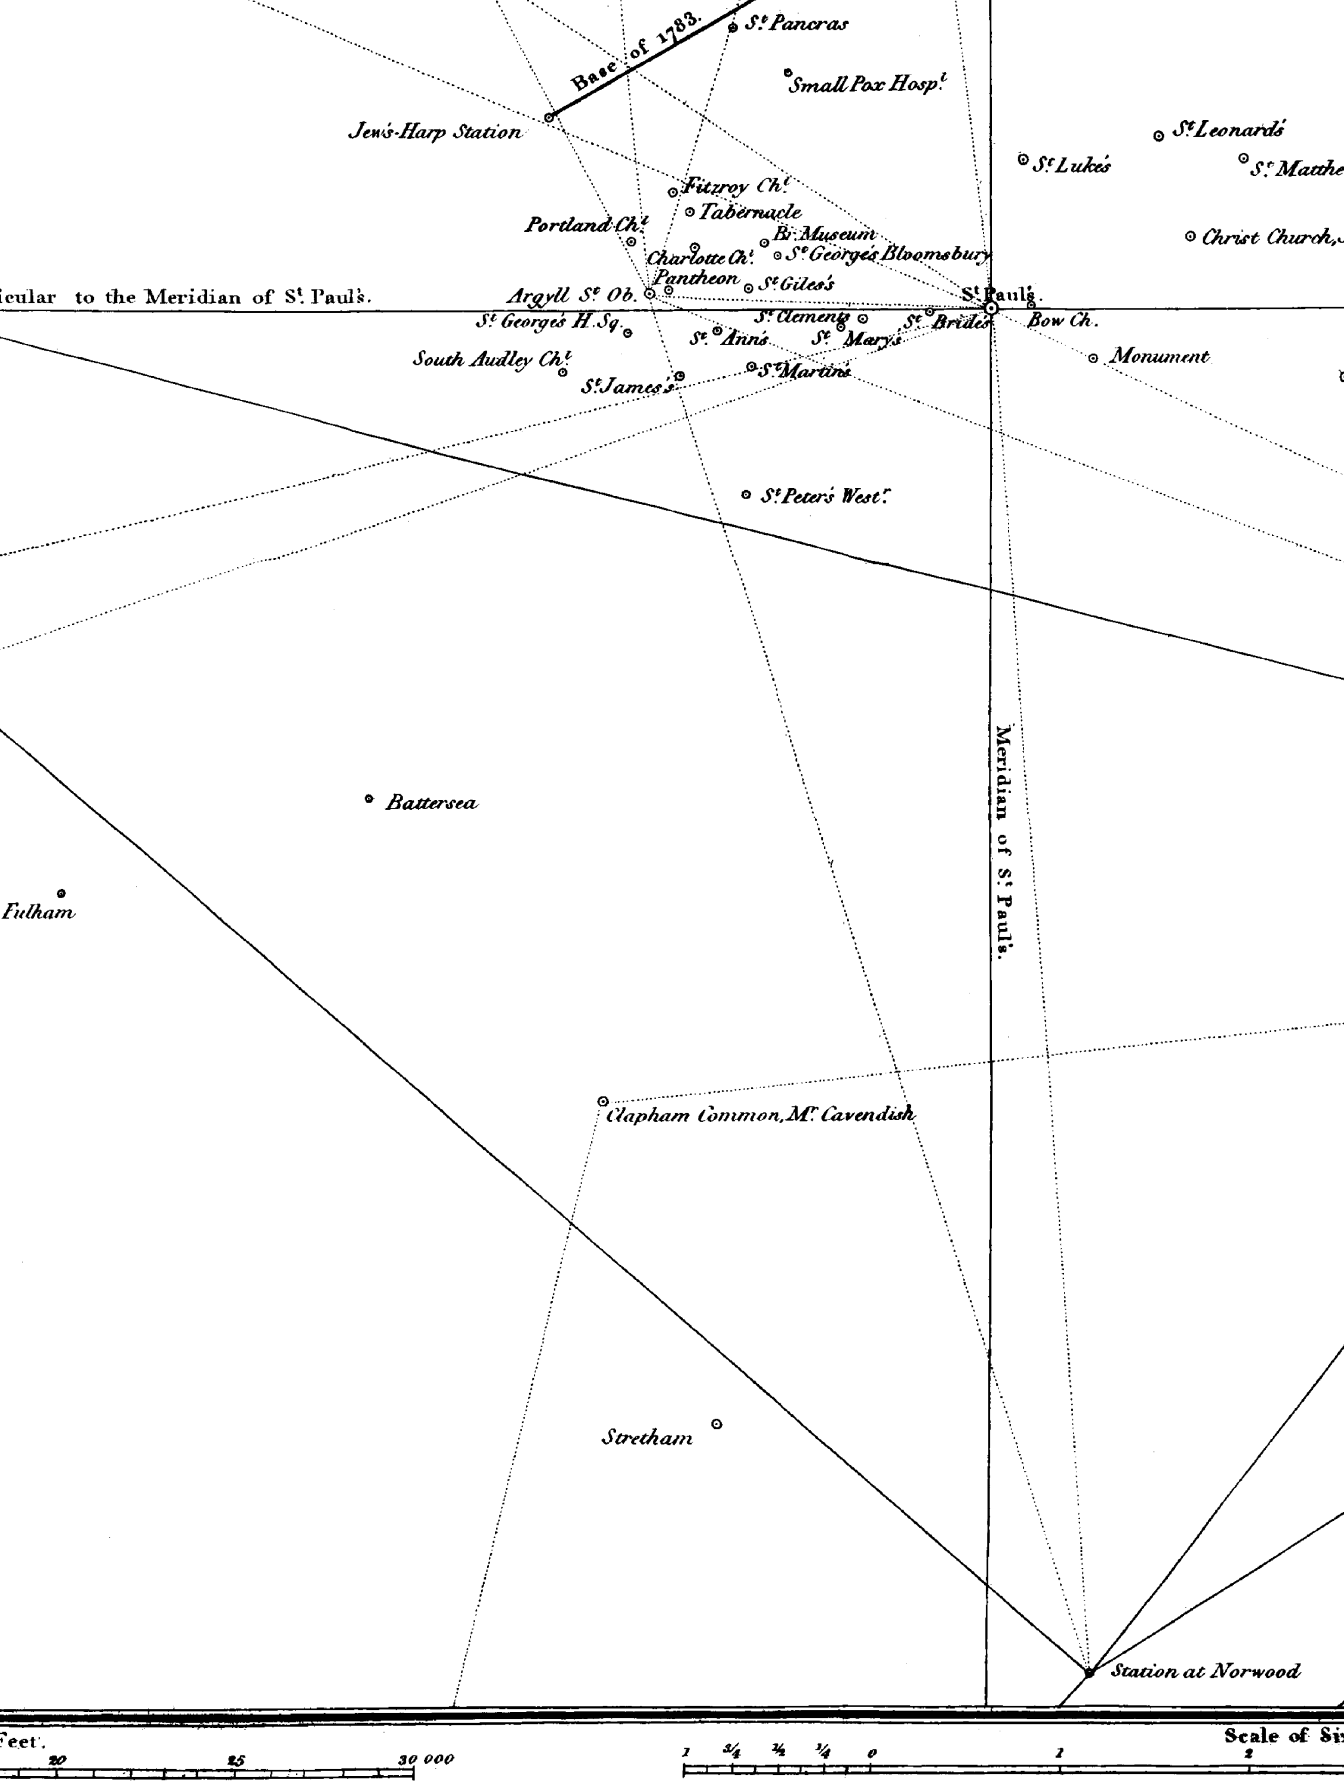 Base of 1783.
St. Pancras
Small Pox Hospl.
Jew's-Harp Station
St. Leonard's
St. Luke's
St. Matthe
Fitzroy Chl.
Tabernacle
Portland Chl.
Br. Museum
Christ Church,
Charlotte Chl.
St. George's Bloomsbury
Pantheon
St. Giles's
icular to the Meridian of St. Paul's.
Argyll St. Ob.
St. Paul's.
St. George's H. Sq.
St. Clements
St. Bride's
Bow Ch.
St. Ann's
St. Mary's
South Audley Chl.
Monument
St. James's
St. Martin's
St. Peter's Westr.
Meridian of St. Paul's.
Battersea
Fulham
Clapham Common, Mr. Cavendish
Stretham
Station at Norwood
Feet.
Scale of Si
20 25 30 000
1 3/4 1/2 1/4 0 1 2